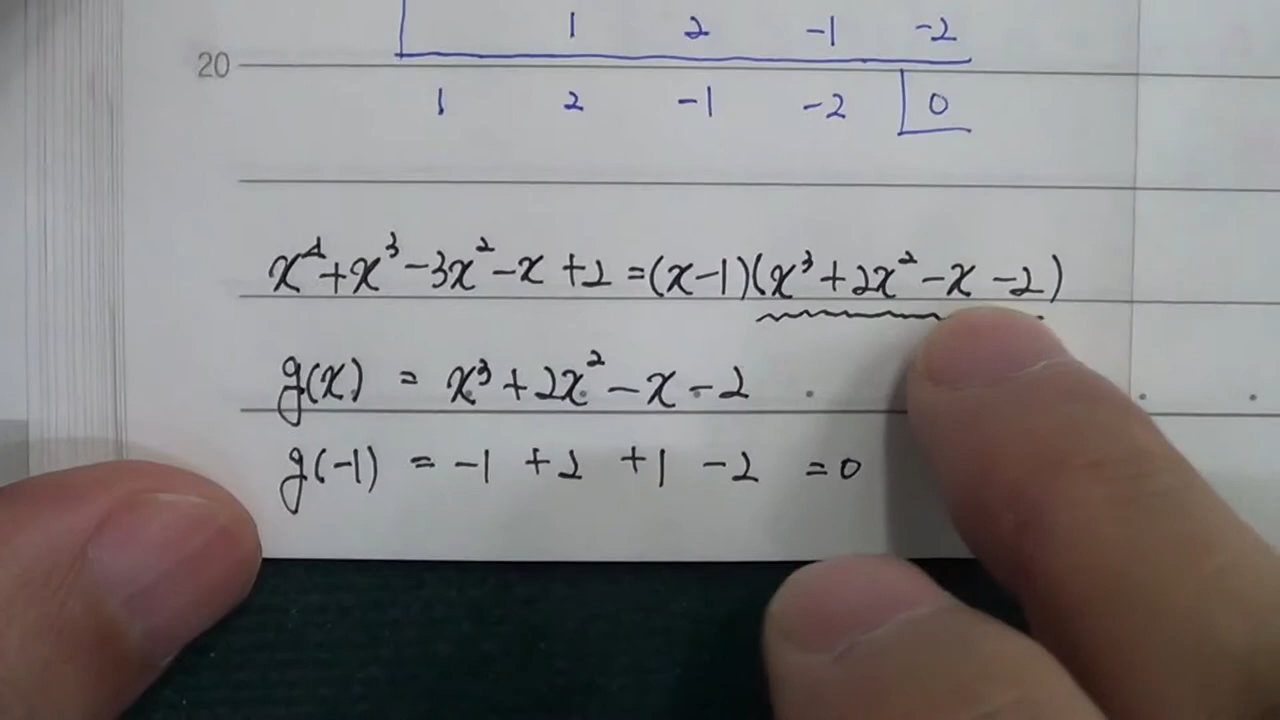 1 2 -1 -2
20
1 2 -1 -2 0
x⁴+x³-3x²-x+2=(x-1)(x³+2x²-x-2)
g(x) = x³+2x²-x-2
g(-1) = -1 +2 +1 -2 =0